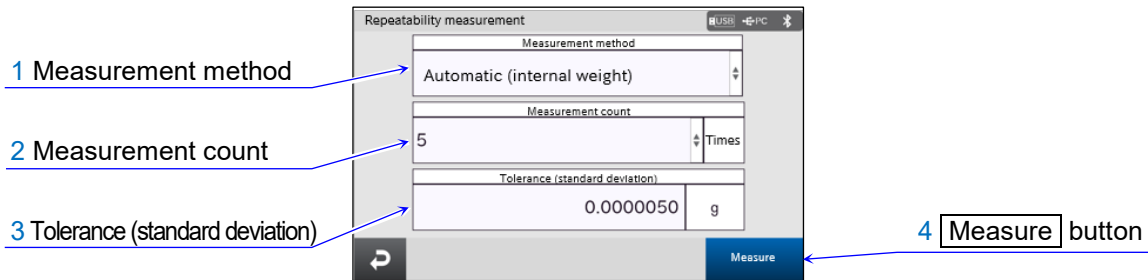 Repeatability measurement USB PC
Measurement method
1 Measurement method
Automatic (internal weight)
Measurement count
2 Measurement count
5 Times
Tolerance (standard deviation)
3 Tolerance (standard deviation)
0.0000050 g
4 Measure button
Measure